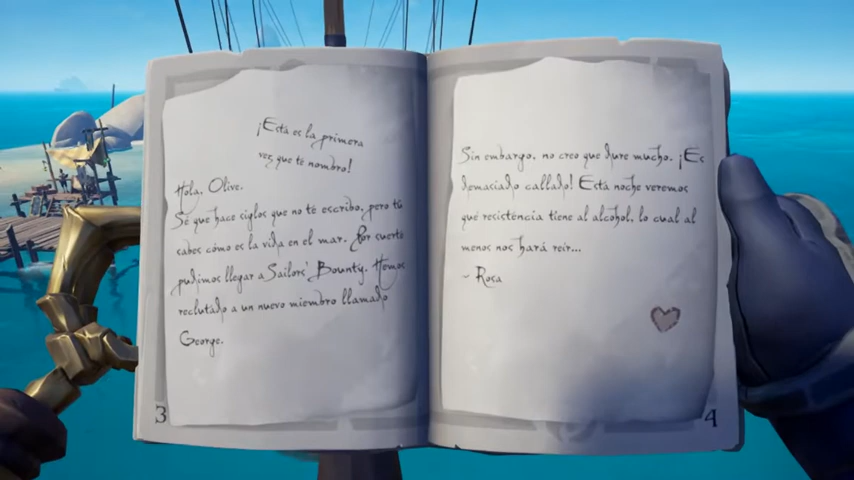 ¡Esta es la primera
vez, que te nombro!
Hola, Olive.
Sé que hace siglos que no te escribo, pero tú
sabes cómo es la vida en el mar. Por suerte
pudimos llegar a Sailors' Bounty. Hemos
reclutado a un nuevo miembro llamado
George.
3
Sin embargo, no creo que dure mucho. ¡Es
demasiado callado! Esta noche veremos
qué resistencia tiene al alcohol, lo cual al
menos nos hará reír...
~ Rosa
4